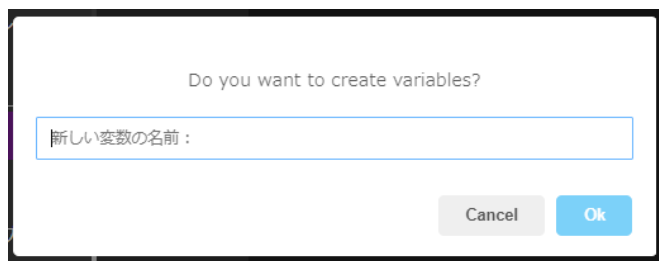 Do you want to create variables?
新しい変数の名前：
Cancel
Ok